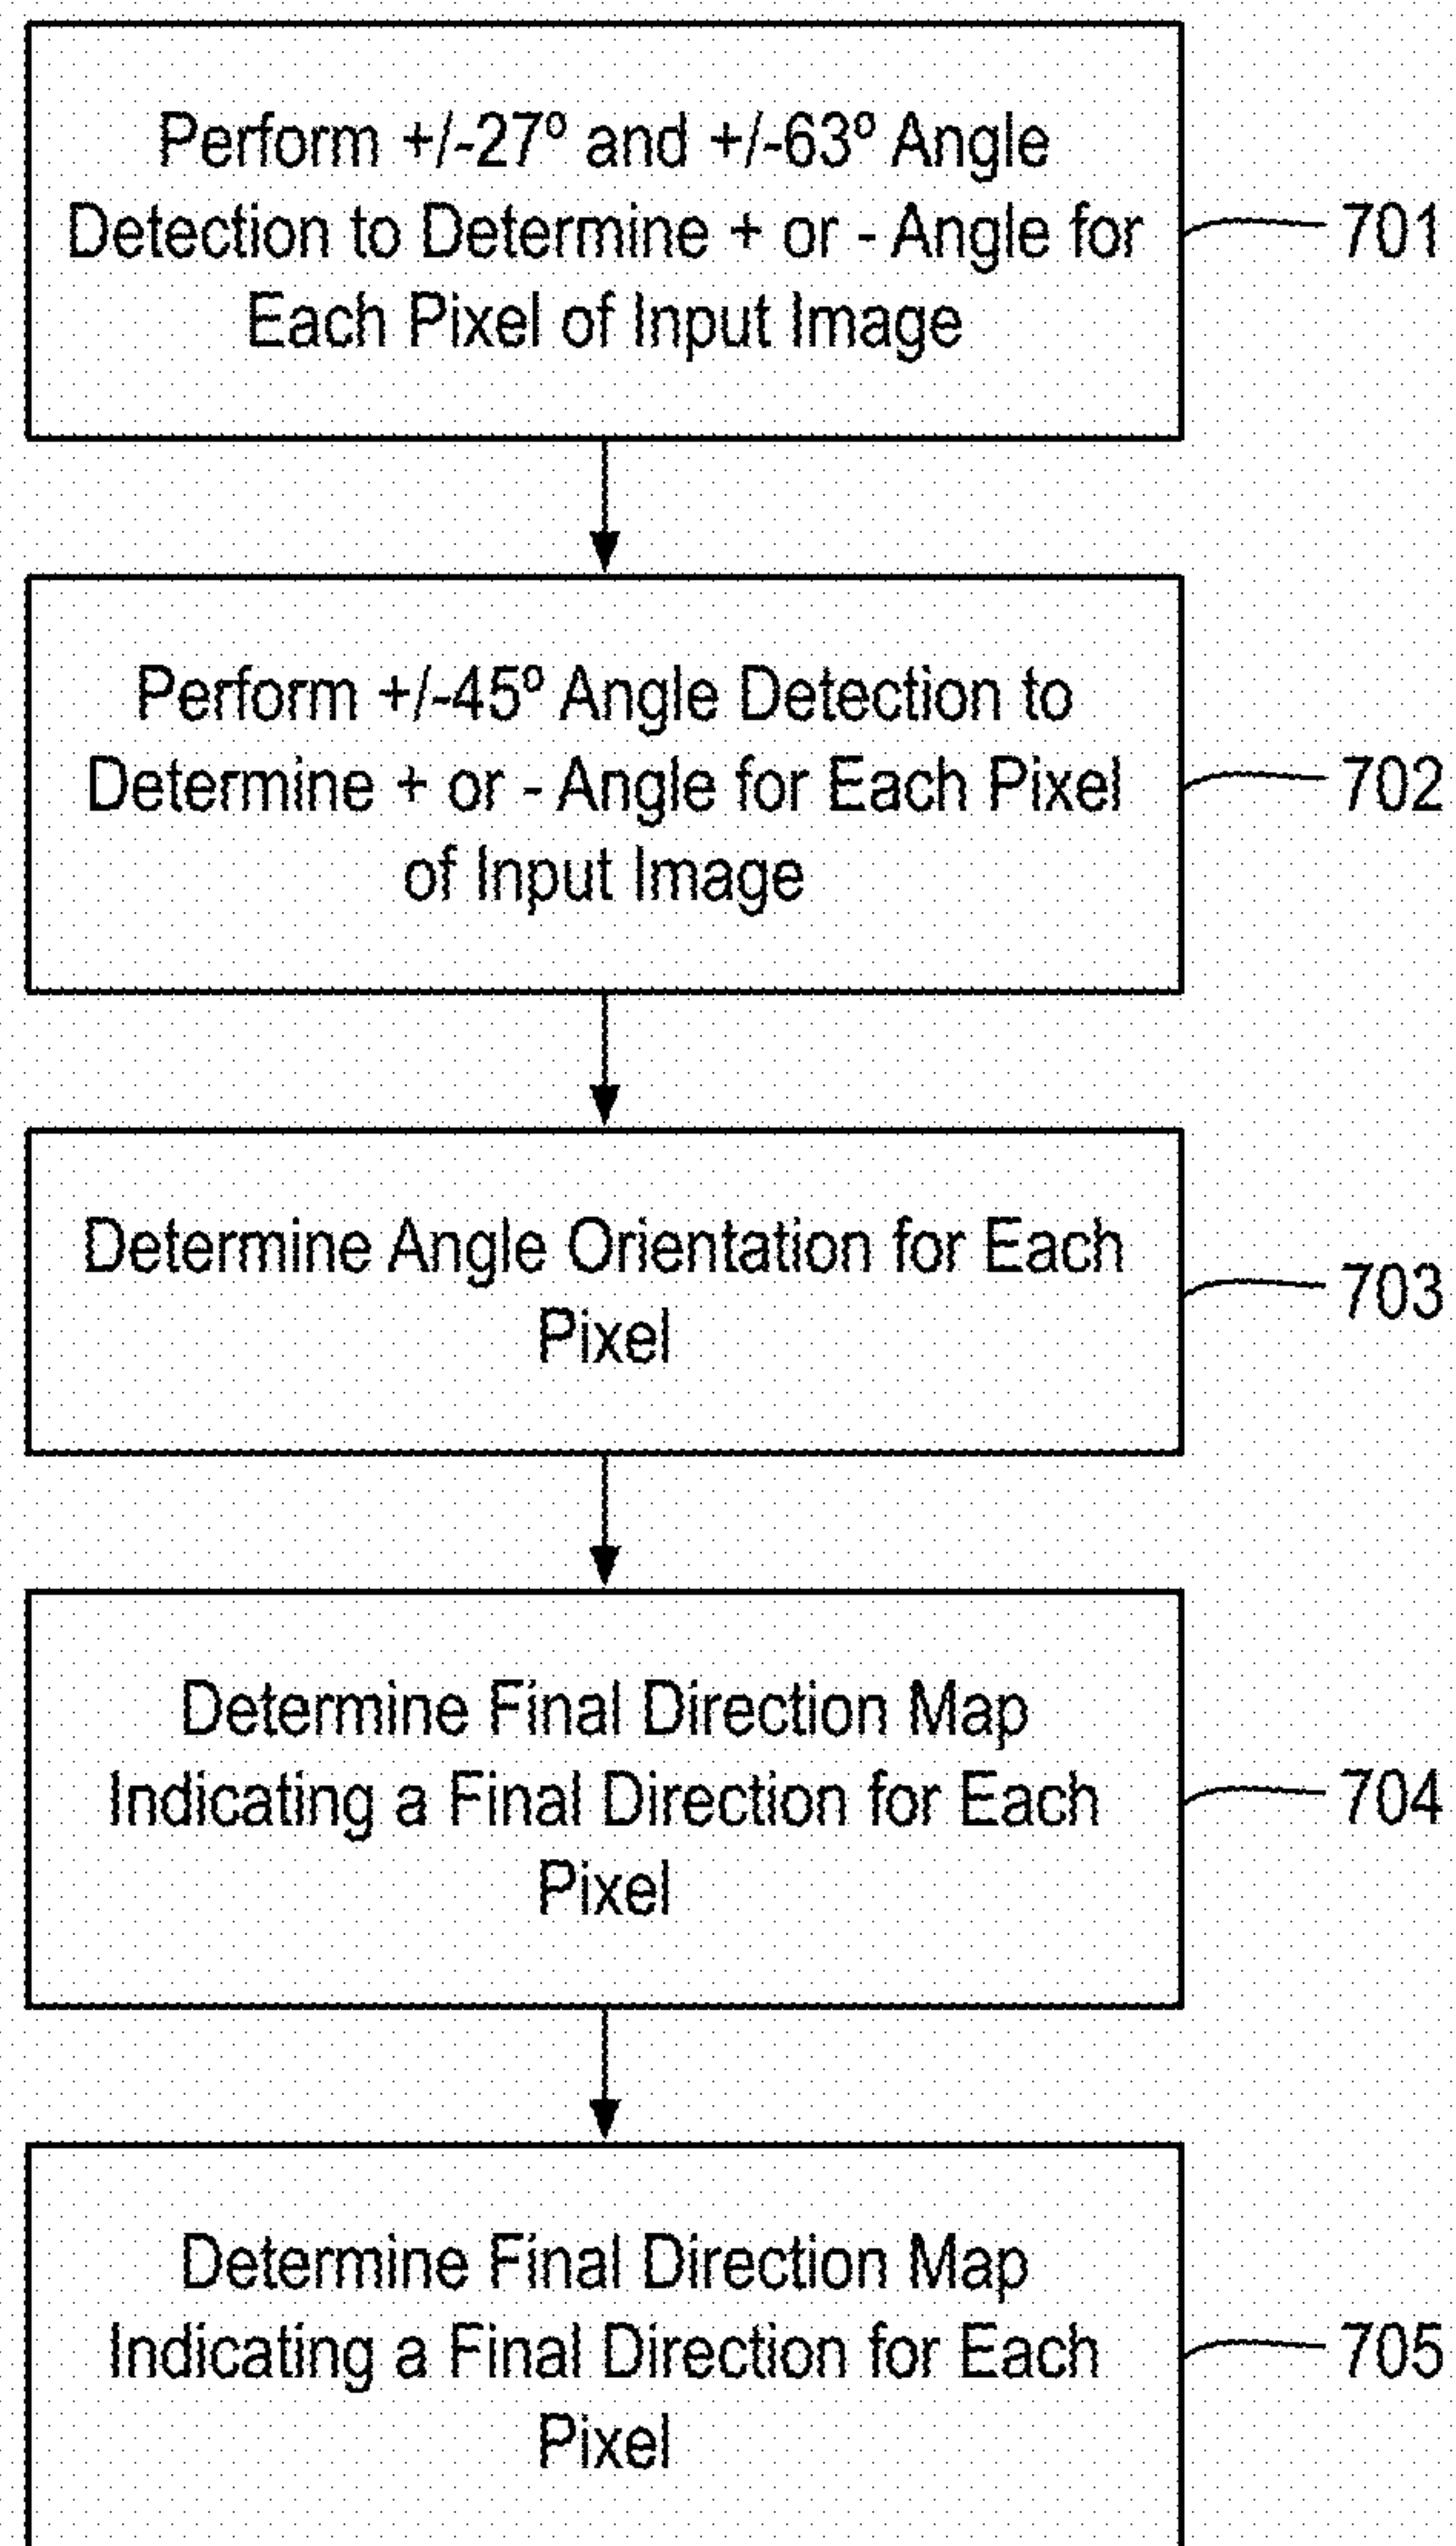 Perform +/-27º and +/-63º Angle
Detection to Determine + or - Angle for
Each Pixel of Input Image
701
Perform +/-45º Angle Detection to
Determine + or - Angle for Each Pixel
of Input Image
702
Determine Angle Orientation for Each
Pixel
703
Determine Final Direction Map
Indicating a Final Direction for Each
Pixel
704
Determine Final Direction Map
Indicating a Final Direction for Each
Pixel
705